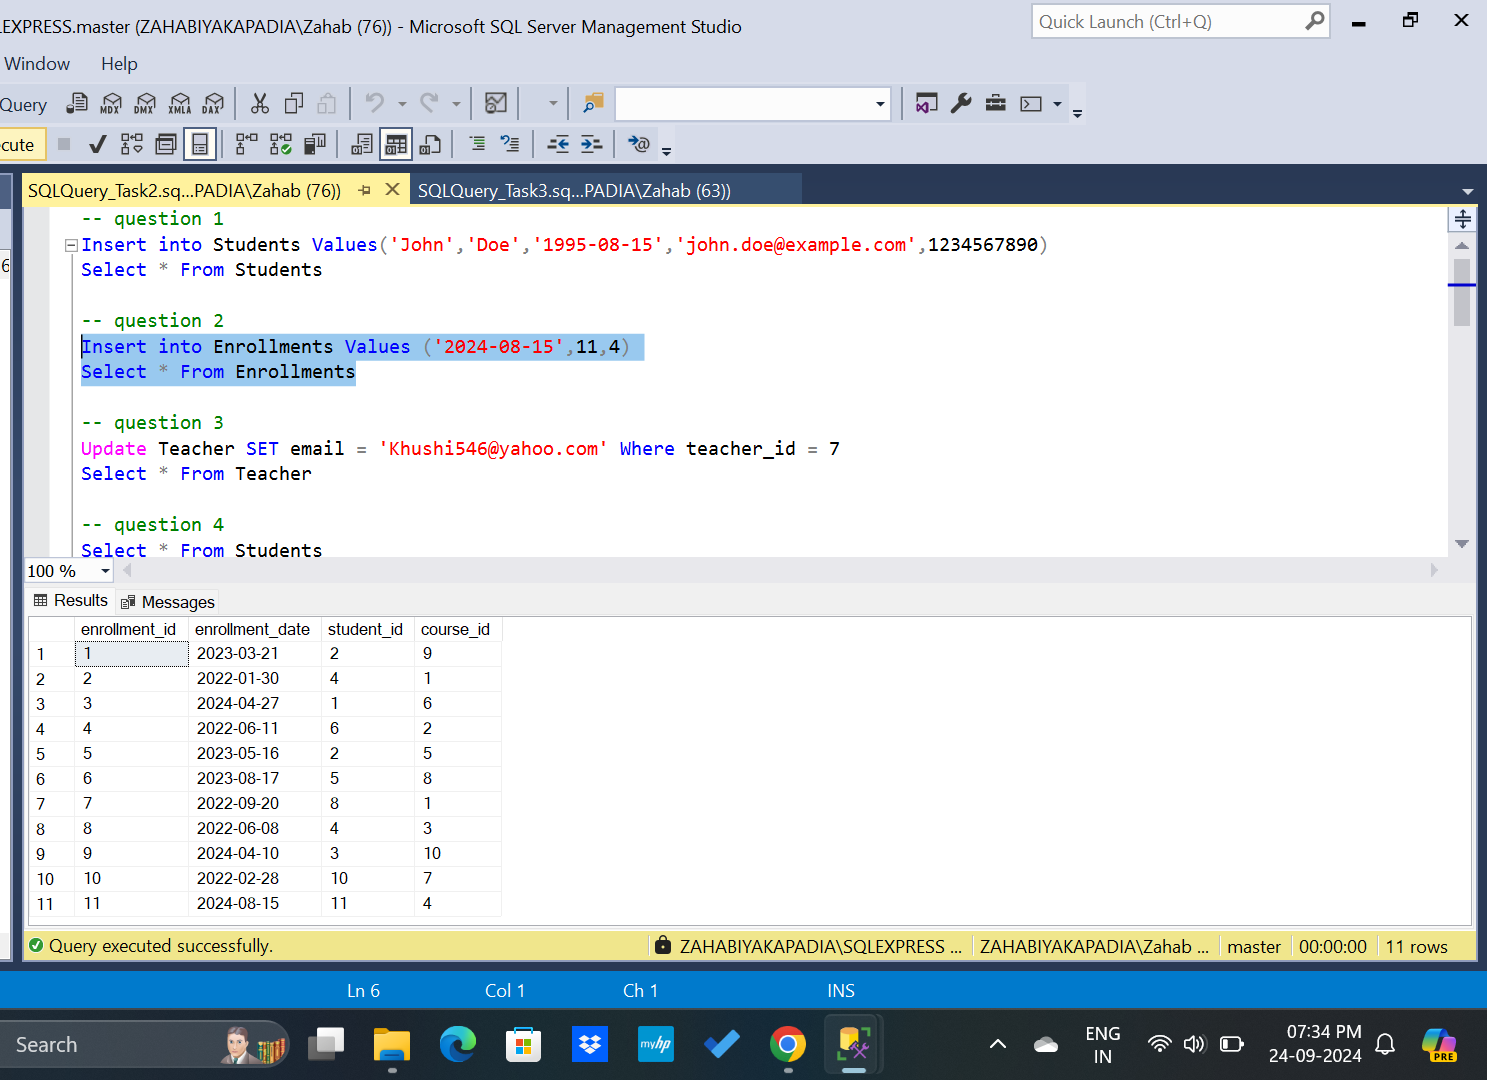 LEXPRESS.master (ZAHABIYAKAPADIA\Zahab (76)) - Microsoft SQL Server Management Studio
Quick Launch (Ctrl+Q)
Window Help
Query MDX DMX XMLA DAX
cute
SQLQuery_Task2.sq...PADIA\Zahab (76)) SQLQuery_Task3.sq...PADIA\Zahab (63))
-- question 1
Insert into Students Values('John','Doe','1995-08-15','john.doe@example.com',1234567890)
Select * From Students
-- question 2
Insert into Enrollments Values ('2024-08-15',11,4)
Select * From Enrollments
-- question 3
Update Teacher SET email = 'Khushi546@yahoo.com' Where teacher_id = 7
Select * From Teacher
-- question 4
Select * From Students
100 %
Results Messages
enrollment_id enrollment_date student_id course_id
1 1 2023-03-21 2 9
2 2 2022-01-30 4 1
3 3 2024-04-27 1 6
4 4 2022-06-11 6 2
5 5 2023-05-16 2 5
6 6 2023-08-17 5 8
7 7 2022-09-20 8 1
8 8 2022-06-08 4 3
9 9 2024-04-10 3 10
10 10 2022-02-28 10 7
11 11 2024-08-15 11 4
Query executed successfully. ZAHABIYAKAPADIA\SQLEXPRESS ... ZAHABIYAKAPADIA\Zahab ... master 00:00:00 11 rows
Ln 6 Col 1 Ch 1 INS
Search
myhp
ENG
IN
07:34 PM
24-09-2024
PRE